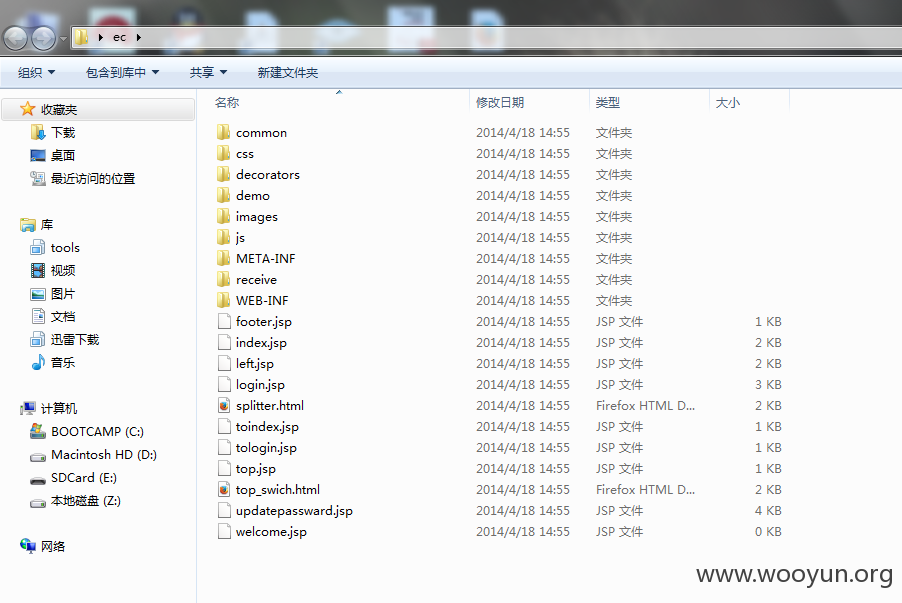 ec
组织 包含到库中 共享 新建文件夹
名称 修改日期 类型 大小
收藏夹
下载
桌面
最近访问的位置
库
tools
视频
图片
文档
迅雷下载
音乐
计算机
BOOTCAMP (C:)
Macintosh HD (D:)
SDCard (E:)
本地磁盘 (Z:)
网络
common 2014/4/18 14:55 文件夹
css 2014/4/18 14:55 文件夹
decorators 2014/4/18 14:55 文件夹
demo 2014/4/18 14:55 文件夹
images 2014/4/18 14:55 文件夹
js 2014/4/18 14:55 文件夹
META-INF 2014/4/18 14:55 文件夹
receive 2014/4/18 14:55 文件夹
WEB-INF 2014/4/18 14:55 文件夹
footer.jsp 2014/4/18 14:55 JSP 文件 1 KB
index.jsp 2014/4/18 14:55 JSP 文件 2 KB
left.jsp 2014/4/18 14:55 JSP 文件 2 KB
login.jsp 2014/4/18 14:55 JSP 文件 3 KB
splitter.html 2014/4/18 14:55 Firefox HTML D... 2 KB
toindex.jsp 2014/4/18 14:55 JSP 文件 1 KB
tologin.jsp 2014/4/18 14:55 JSP 文件 1 KB
top.jsp 2014/4/18 14:55 JSP 文件 1 KB
top_swich.html 2014/4/18 14:55 Firefox HTML D... 2 KB
updatepassward.jsp 2014/4/18 14:55 JSP 文件 4 KB
welcome.jsp 2014/4/18 14:55 JSP 文件 0 KB
www.wooyun.org